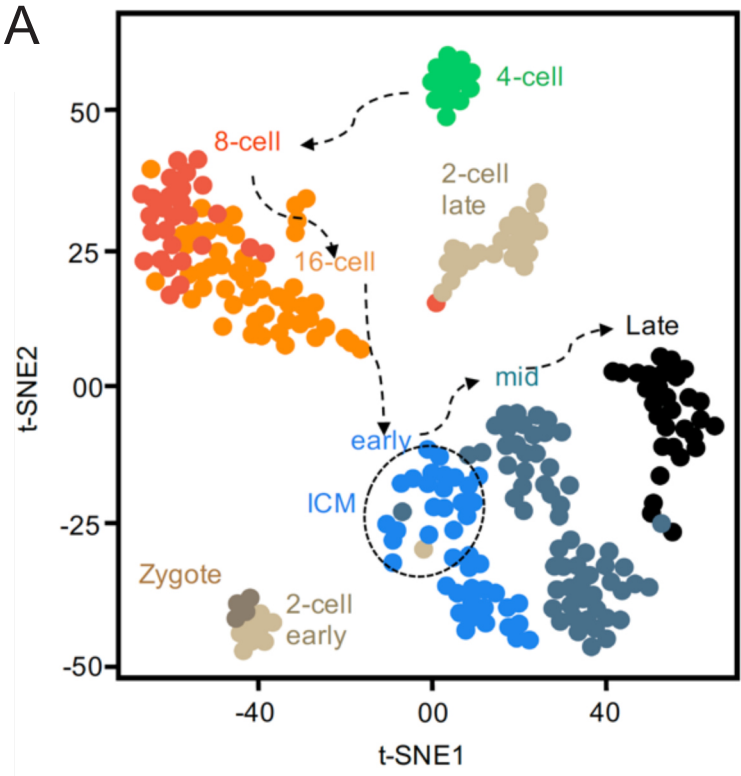 A
4-cell
50
8-cell
2-cell
late
25
16-cell
Late
t-SNE2
00
mid
early
ICM
-25
Zygote
2-cell
early
-50
-40
00
40
t-SNE1